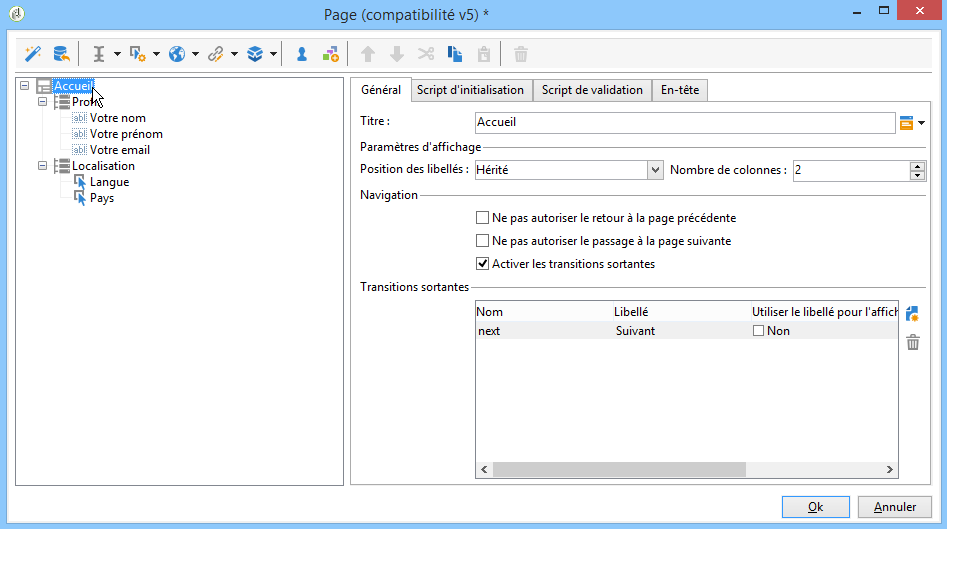 Page (compatibilité v5) *
Accueil
Votre nom
Votre prénom
Votre email
Localisation
Langue
Pays
Général
Script d'initialisation
Script de validation
En-tête
Titre :
Accueil
Paramètres d'affichage
Position des libellés :
Hérité
Nombre de colonnes :
2
Navigation
Ne pas autoriser le retour à la page précédente
Ne pas autoriser le passage à la page suivante
Activer les transitions sortantes
Transitions sortantes
Nom Libellé Utiliser le libellé pour l'affich
next Suivant Non
Ok
Annuler